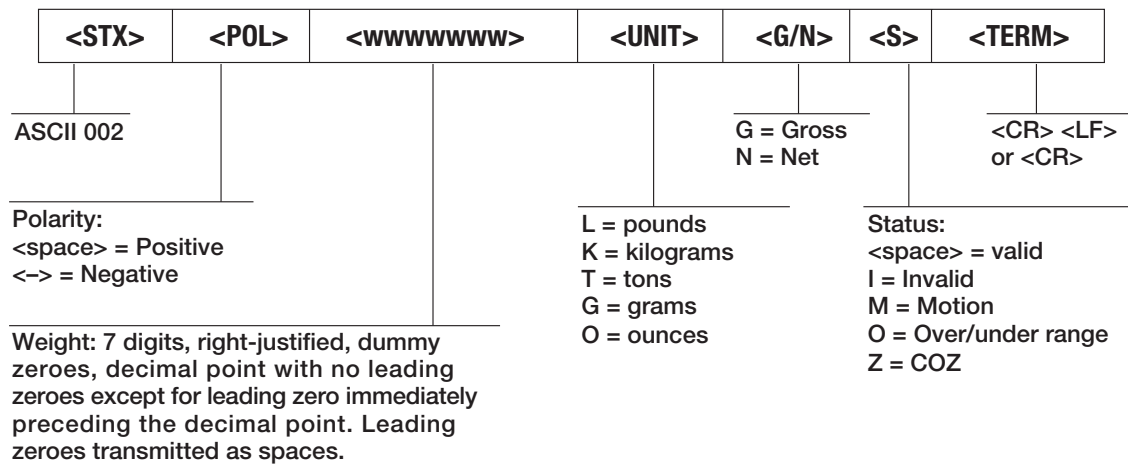 <STX> <POL> <wwwwwww> <UNIT> <G/N> <S> <TERM>
ASCII 002
G = Gross
N = Net
<CR> <LF>
or <CR>
Polarity:
<space> = Positive
<–> = Negative
L = pounds
K = kilograms
T = tons
G = grams
O = ounces
Status:
<space> = valid
I = Invalid
M = Motion
O = Over/under range
Z = COZ
Weight: 7 digits, right-justified, dummy
zeroes, decimal point with no leading
zeroes except for leading zero immediately
preceding the decimal point. Leading
zeroes transmitted as spaces.